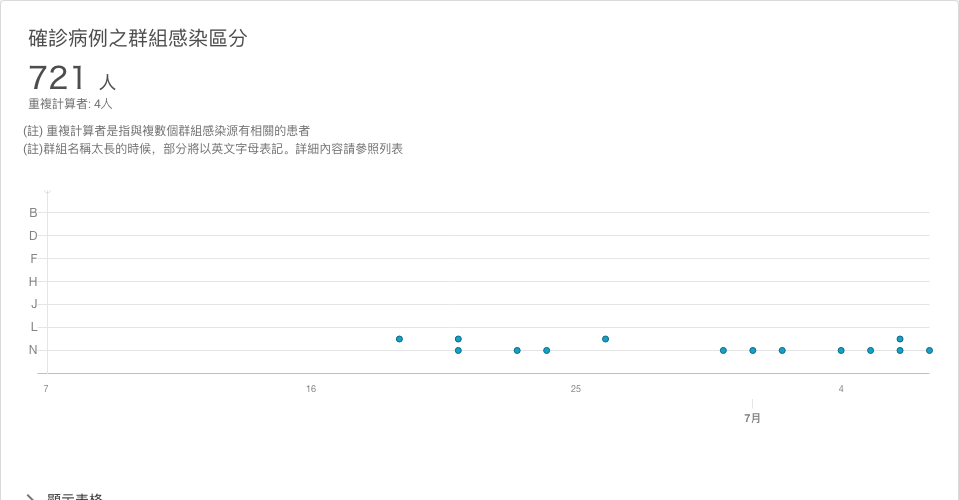 確診病例之群組感染區分
721 人
重複計算者: 4人
(註) 重複計算者是指與複數個群組感染源有相關的患者
(註)群組名稱太長的時候，部分將以英文字母表記。詳細內容請參照列表
B
D
F
H
J
L
N
7 16 25 4
7月
顯示表格